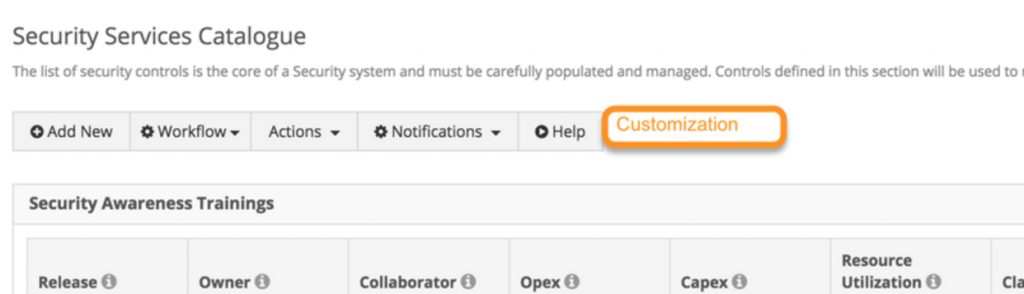 Security Services Catalogue
The list of security controls is the core of a Security system and must be carefully populated and managed. Controls defined in this section will be used to
Add New Workflow Actions Notifications Help Customization
Security Awareness Trainings
Release Owner Collaborator Opex Capex Resource Utilization Cla